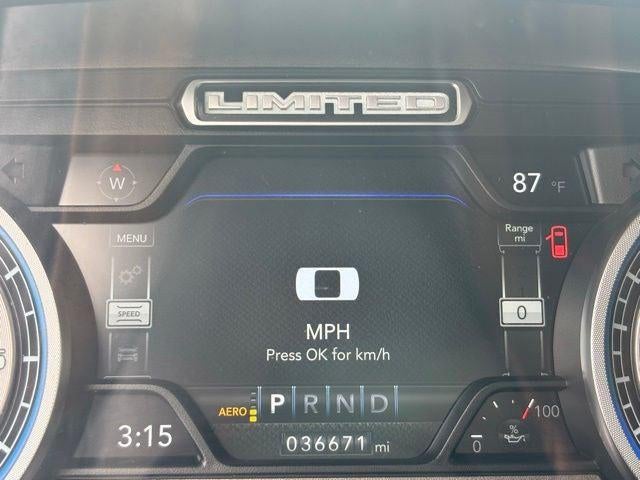 LIMITED
W
87 °F
MENU
Range
mi
SPEED
0
0
MPH
Press OK for km/h
AERO
P R N D
3:15
036671 mi
0
%
100